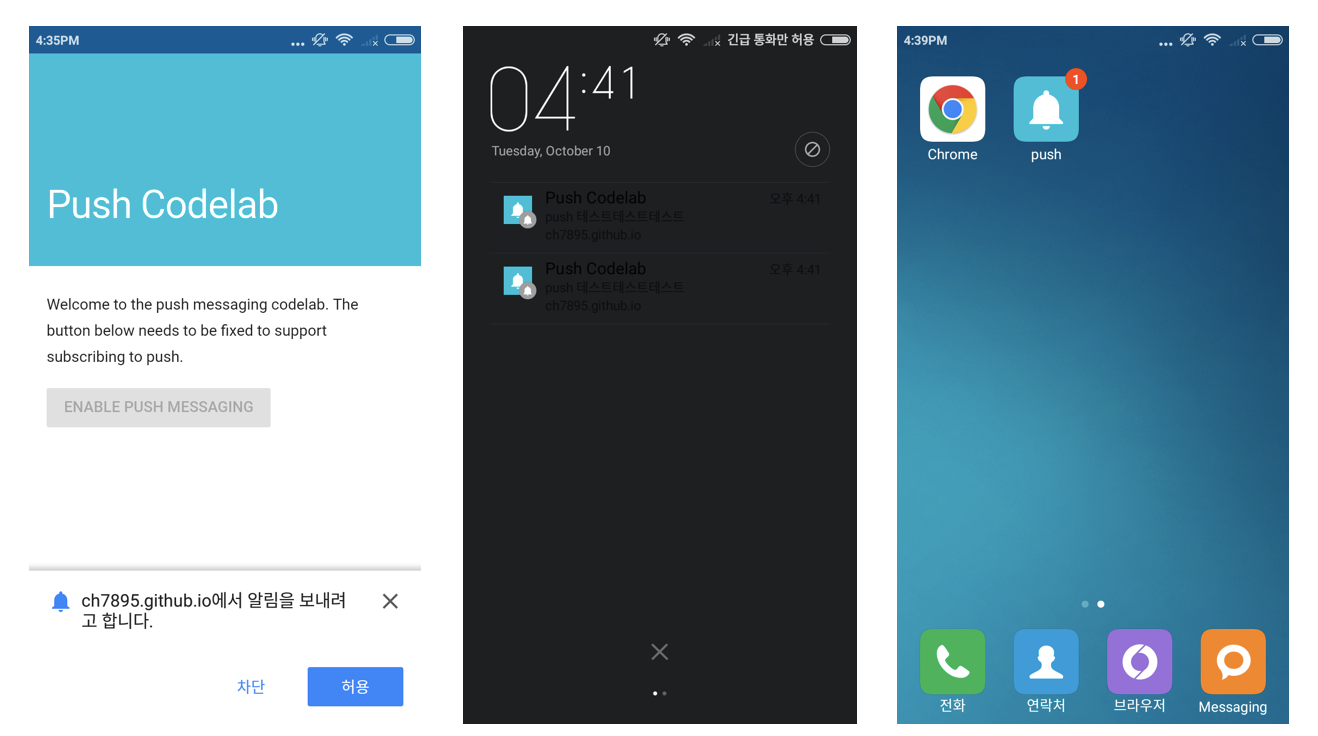 4:35PM
Push Codelab
Welcome to the push messaging codelab. The
button below needs to be fixed to support
subscribing to push.
ENABLE PUSH MESSAGING
ch7895.github.io에서 알림을 보내려
고 합니다.
차단
허용
긴급 통화만 허용
04:41
Tuesday, October 10
Push Codelab
오후 4:41
push 테스트테스트테스트
ch7895.github.io
Push Codelab
오후 4:41
push 테스트테스트테스트
ch7895.github.io
4:39PM
1
Chrome
push
전화
연락처
브라우저
Messaging